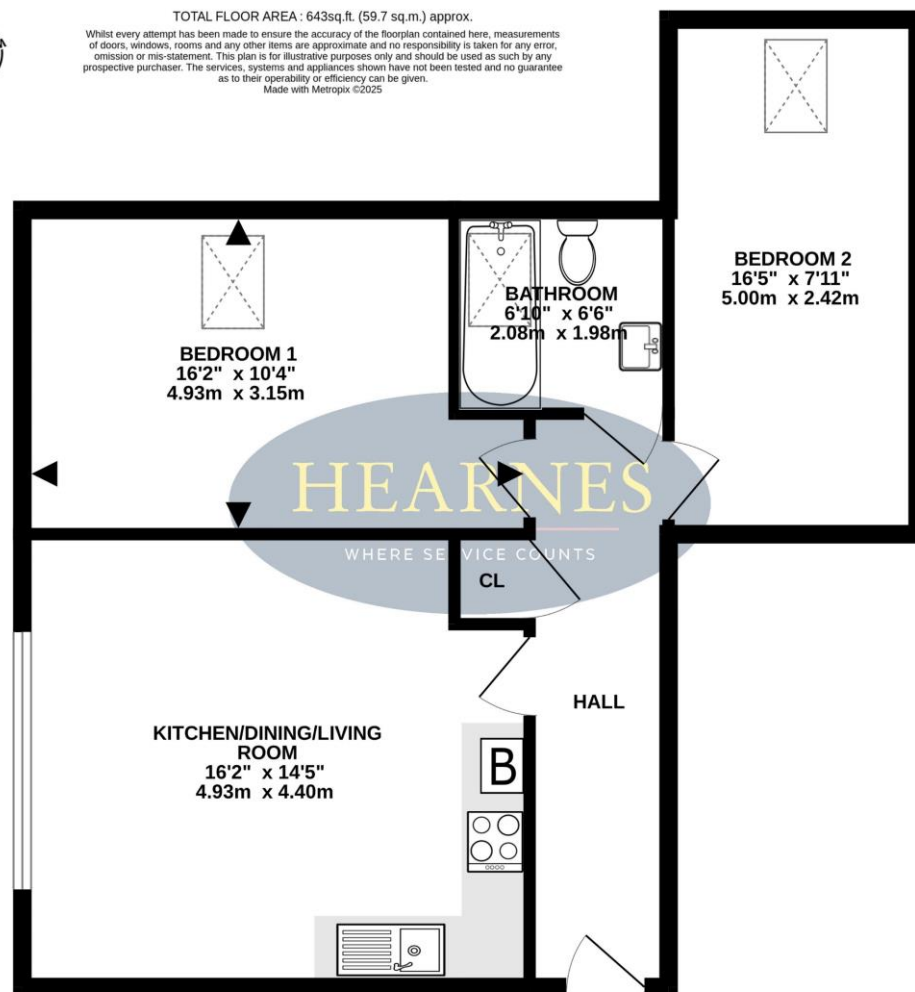 TOTAL FLOOR AREA : 643sq.ft. (59.7 sq.m.) approx.
Whilst every attempt has been made to ensure the accuracy of the floorplan contained here, measurements
of doors, windows, rooms and any other items are approximate and no responsibility is taken for any error,
omission or mis-statement. This plan is for illustrative purposes only and should be used as such by any
prospective purchaser. The services, systems and appliances shown have not been tested and no guarantee
as to their operability or efficiency can be given.
Made with Metropix ©2025
BEDROOM 2
16'5" x 7'11"
5.00m x 2.42m
BATHROOM
6'10" x 6'6"
2.08m x 1.98m
BEDROOM 1
16'2" x 10'4"
4.93m x 3.15m
HEARNES
WHERE SERVICE COUNTS
CL
HALL
KITCHEN/DINING/LIVING
ROOM
16'2" x 14'5"
4.93m x 4.40m
B